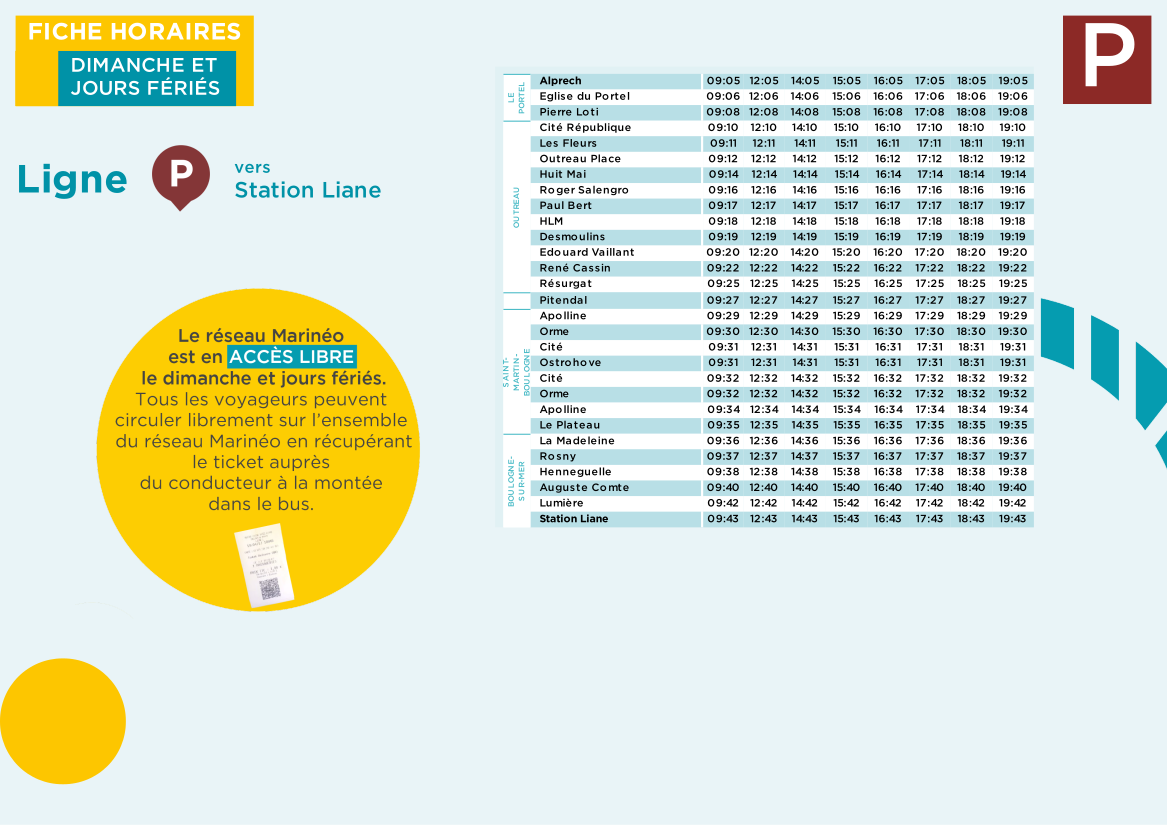 FICHE HORAIRES
DIMANCHE ET
JOURS FÉRIÉS
P
Ligne P vers
Station Liane
Le réseau Marinéo
est en ACCÈS LIBRE
le dimanche et jours fériés.
Tous les voyageurs peuvent
circuler librement sur l’ensemble
du réseau Marinéo en récupérant
le ticket auprès
du conducteur à la montée
dans le bus.
LE
PORTEL
Alprech 09:05 12:05 14:05 15:05 16:05 17:05 18:05 19:05
Eglise du Portel 09:06 12:06 14:06 15:06 16:06 17:06 18:06 19:06
Pierre Loti 09:08 12:08 14:08 15:08 16:08 17:08 18:08 19:08
OUTREAU
Cité République 09:10 12:10 14:10 15:10 16:10 17:10 18:10 19:10
Les Fleurs 09:11 12:11 14:11 15:11 16:11 17:11 18:11 19:11
Outreau Place 09:12 12:12 14:12 15:12 16:12 17:12 18:12 19:12
Huit Mai 09:14 12:14 14:14 15:14 16:14 17:14 18:14 19:14
Roger Salengro 09:16 12:16 14:16 15:16 16:16 17:16 18:16 19:16
Paul Bert 09:17 12:17 14:17 15:17 16:17 17:17 18:17 19:17
HLM 09:18 12:18 14:18 15:18 16:18 17:18 18:18 19:18
Desmoulins 09:19 12:19 14:19 15:19 16:19 17:19 18:19 19:19
Edouard Vaillant 09:20 12:20 14:20 15:20 16:20 17:20 18:20 19:20
René Cassin 09:22 12:22 14:22 15:22 16:22 17:22 18:22 19:22
Résurgat 09:25 12:25 14:25 15:25 16:25 17:25 18:25 19:25
Pitendal 09:27 12:27 14:27 15:27 16:27 17:27 18:27 19:27
SAINT-
MARTIN-
BOULOGNE
Apolline 09:29 12:29 14:29 15:29 16:29 17:29 18:29 19:29
Orme 09:30 12:30 14:30 15:30 16:30 17:30 18:30 19:30
Cité 09:31 12:31 14:31 15:31 16:31 17:31 18:31 19:31
Ostrohove 09:31 12:31 14:31 15:31 16:31 17:31 18:31 19:31
Cité 09:32 12:32 14:32 15:32 16:32 17:32 18:32 19:32
Orme 09:32 12:32 14:32 15:32 16:32 17:32 18:32 19:32
Apolline 09:34 12:34 14:34 15:34 16:34 17:34 18:34 19:34
Le Plateau 09:35 12:35 14:35 15:35 16:35 17:35 18:35 19:35
BOULOGNE-
SUR-MER
La Madeleine 09:36 12:36 14:36 15:36 16:36 17:36 18:36 19:36
Rosny 09:37 12:37 14:37 15:37 16:37 17:37 18:37 19:37
Henneguelle 09:38 12:38 14:38 15:38 16:38 17:38 18:38 19:38
Auguste Comte 09:40 12:40 14:40 15:40 16:40 17:40 18:40 19:40
Lumière 09:42 12:42 14:42 15:42 16:42 17:42 18:42 19:42
Station Liane 09:43 12:43 14:43 15:43 16:43 17:43 18:43 19:43